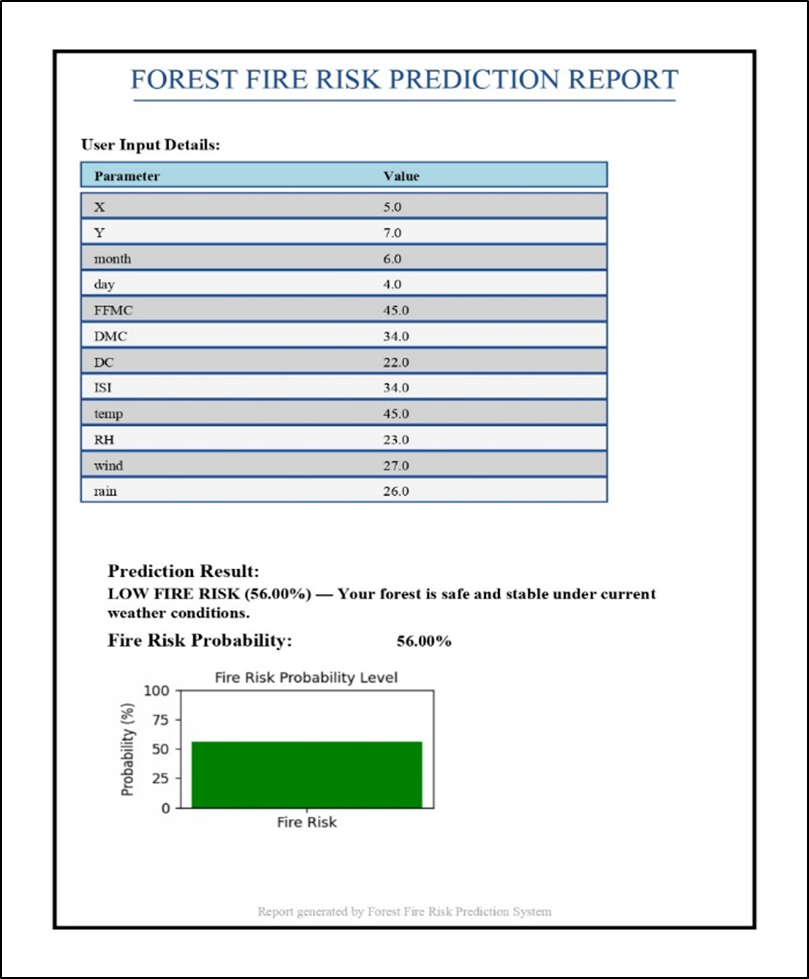 FOREST FIRE RISK PREDICTION REPORT
User Input Details:
Parameter Value
X 5.0
Y 7.0
month 6.0
day 4.0
FFMC 45.0
DMC 34.0
DC 22.0
ISI 34.0
temp 45.0
RH 23.0
wind 27.0
rain 26.0
Prediction Result:
LOW FIRE RISK (56.00%) — Your forest is safe and stable under current
weather conditions.
Fire Risk Probability: 56.00%
Fire Risk Probability Level
Probability (%)
100
75
50
25
0
Fire Risk
Report generated by Forest Fire Risk Prediction System